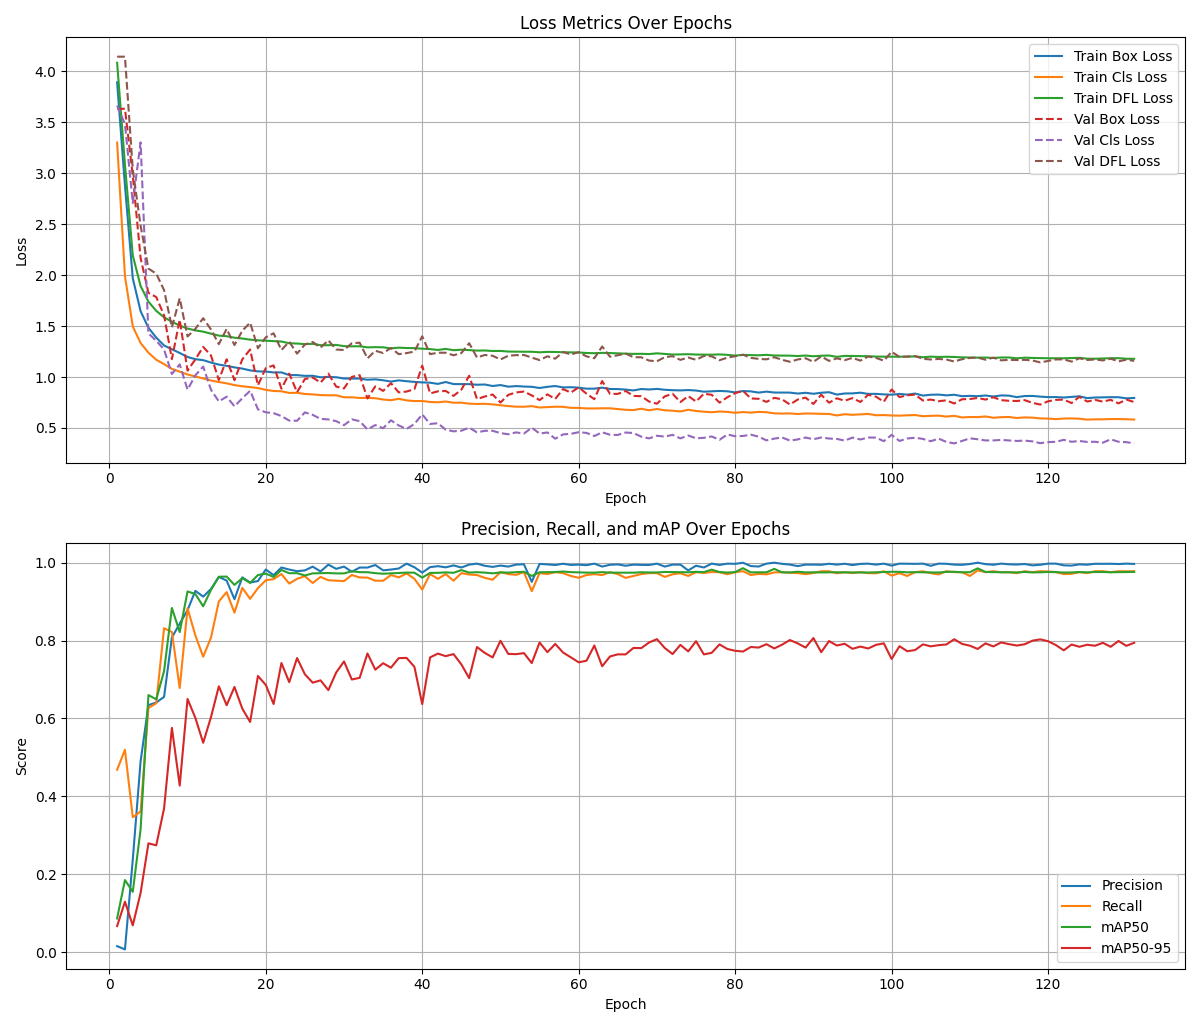 Loss Metrics Over Epochs
4.0
3.5
3.0
2.5
2.0
1.5
1.0
0.5
Loss
Train Box Loss
Train Cls Loss
Train DFL Loss
Val Box Loss
Val Cls Loss
Val DFL Loss
0 20 40 60 80 100 120
Epoch
Precision, Recall, and mAP Over Epochs
1.0
0.8
0.6
0.4
0.2
0.0
Score
Precision
Recall
mAP50
mAP50-95
0 20 40 60 80 100 120
Epoch